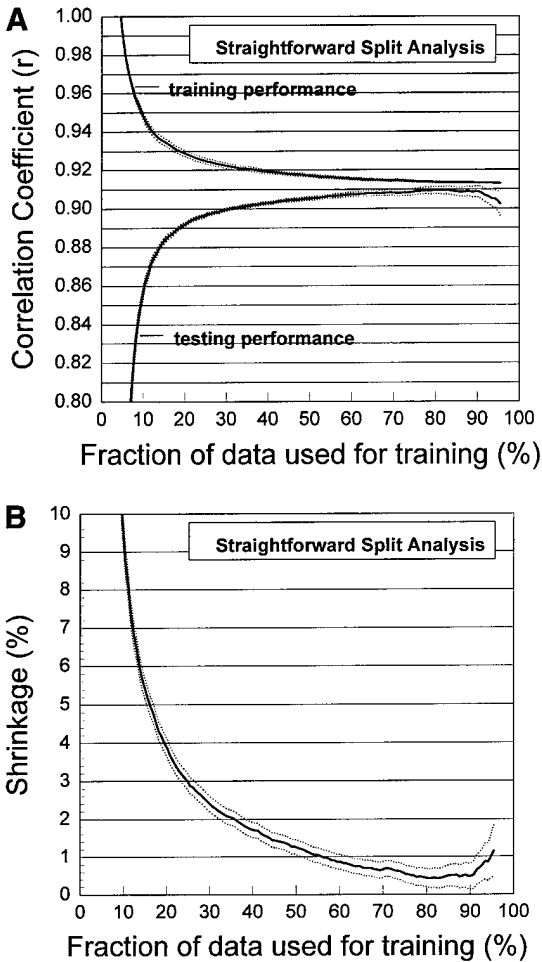 A
Straightforward Split Analysis
Correlation Coefficient (r)
1.00
0.98
0.96
0.94
0.92
0.90
0.88
0.86
0.84
0.82
0.80
training performance
testing performance
0 10 20 30 40 50 60 70 80 90 100
Fraction of data used for training (%)
B
Straightforward Split Analysis
Shrinkage (%)
10
9
8
7
6
5
4
3
2
1
0
0 10 20 30 40 50 60 70 80 90 100
Fraction of data used for training (%)